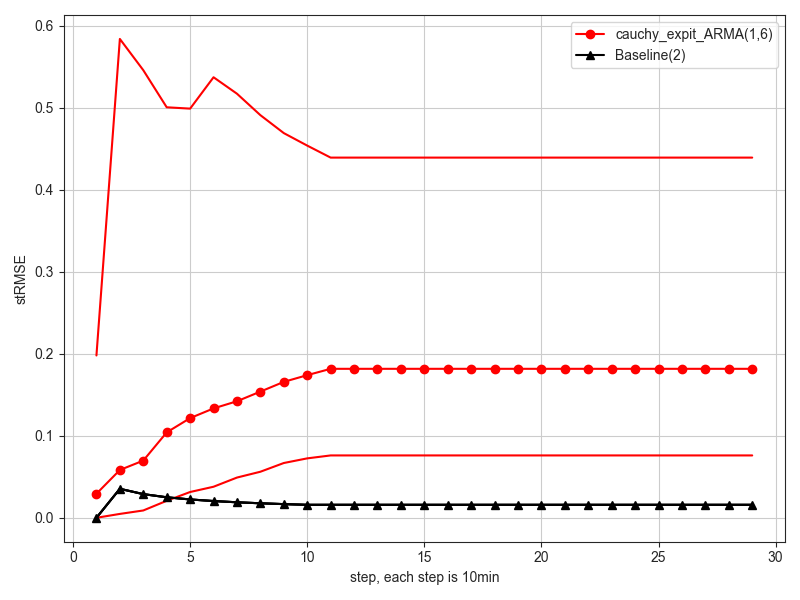 cauchy_expit_ARMA(1,6)
Baseline(2)
stRMSE
0.6
0.5
0.4
0.3
0.2
0.1
0.0
0 5 10 15 20 25 30
step, each step is 10min